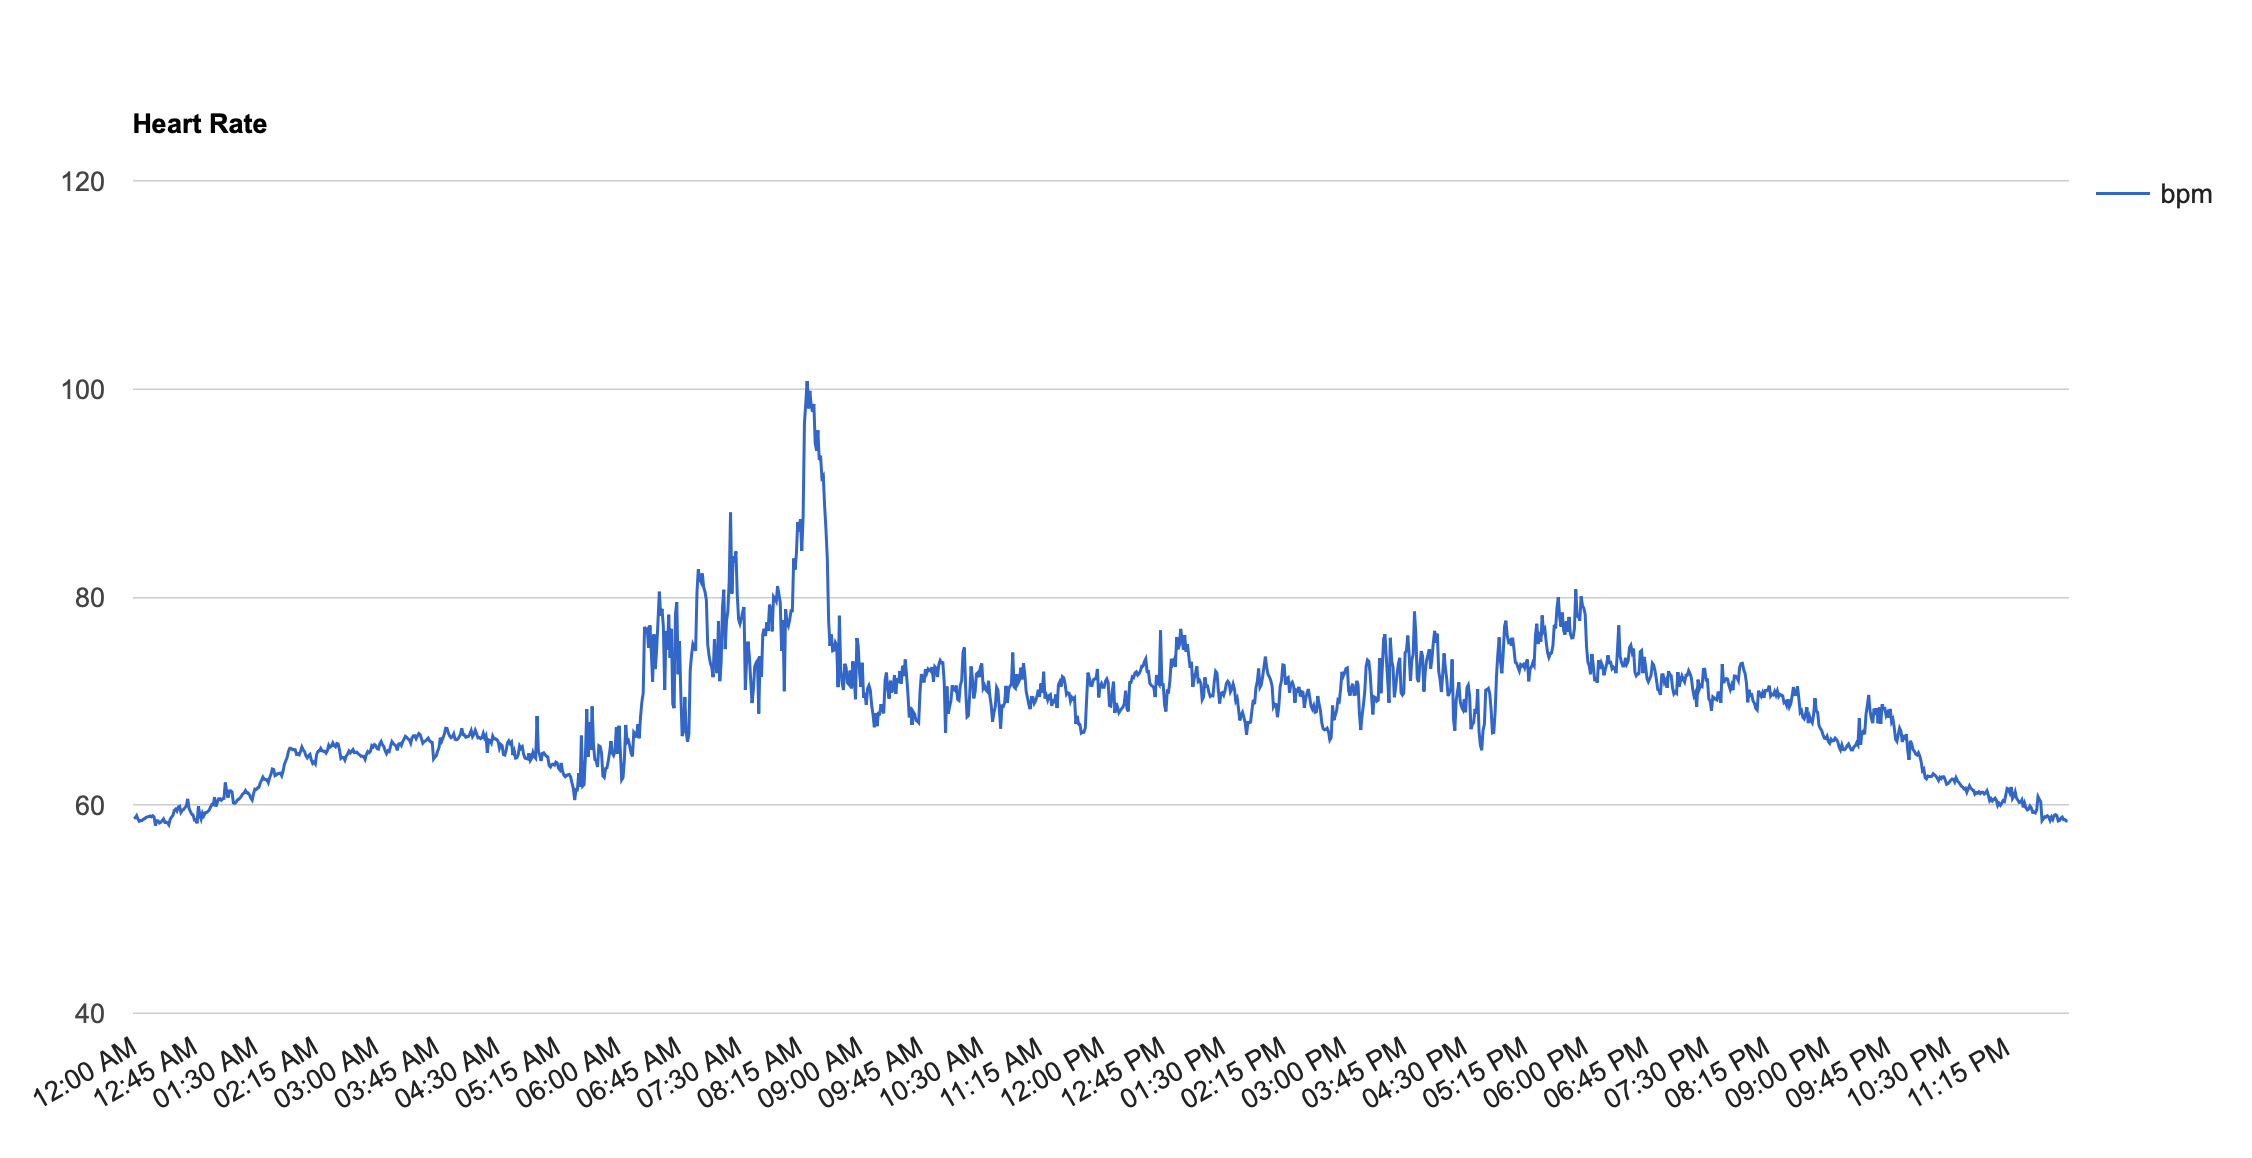 Heart Rate
120
bpm
100
80
60
40
12:00 AM
12:45 AM
01:30 AM
02:15 AM
03:00 AM
03:45 AM
04:30 AM
05:15 AM
06:00 AM
06:45 AM
07:30 AM
08:15 AM
09:00 AM
09:45 AM
10:30 AM
11:15 AM
12:00 PM
12:45 PM
01:30 PM
02:15 PM
03:00 PM
03:45 PM
04:30 PM
05:15 PM
06:00 PM
06:45 PM
07:30 PM
08:15 PM
09:00 PM
09:45 PM
10:30 PM
11:15 PM